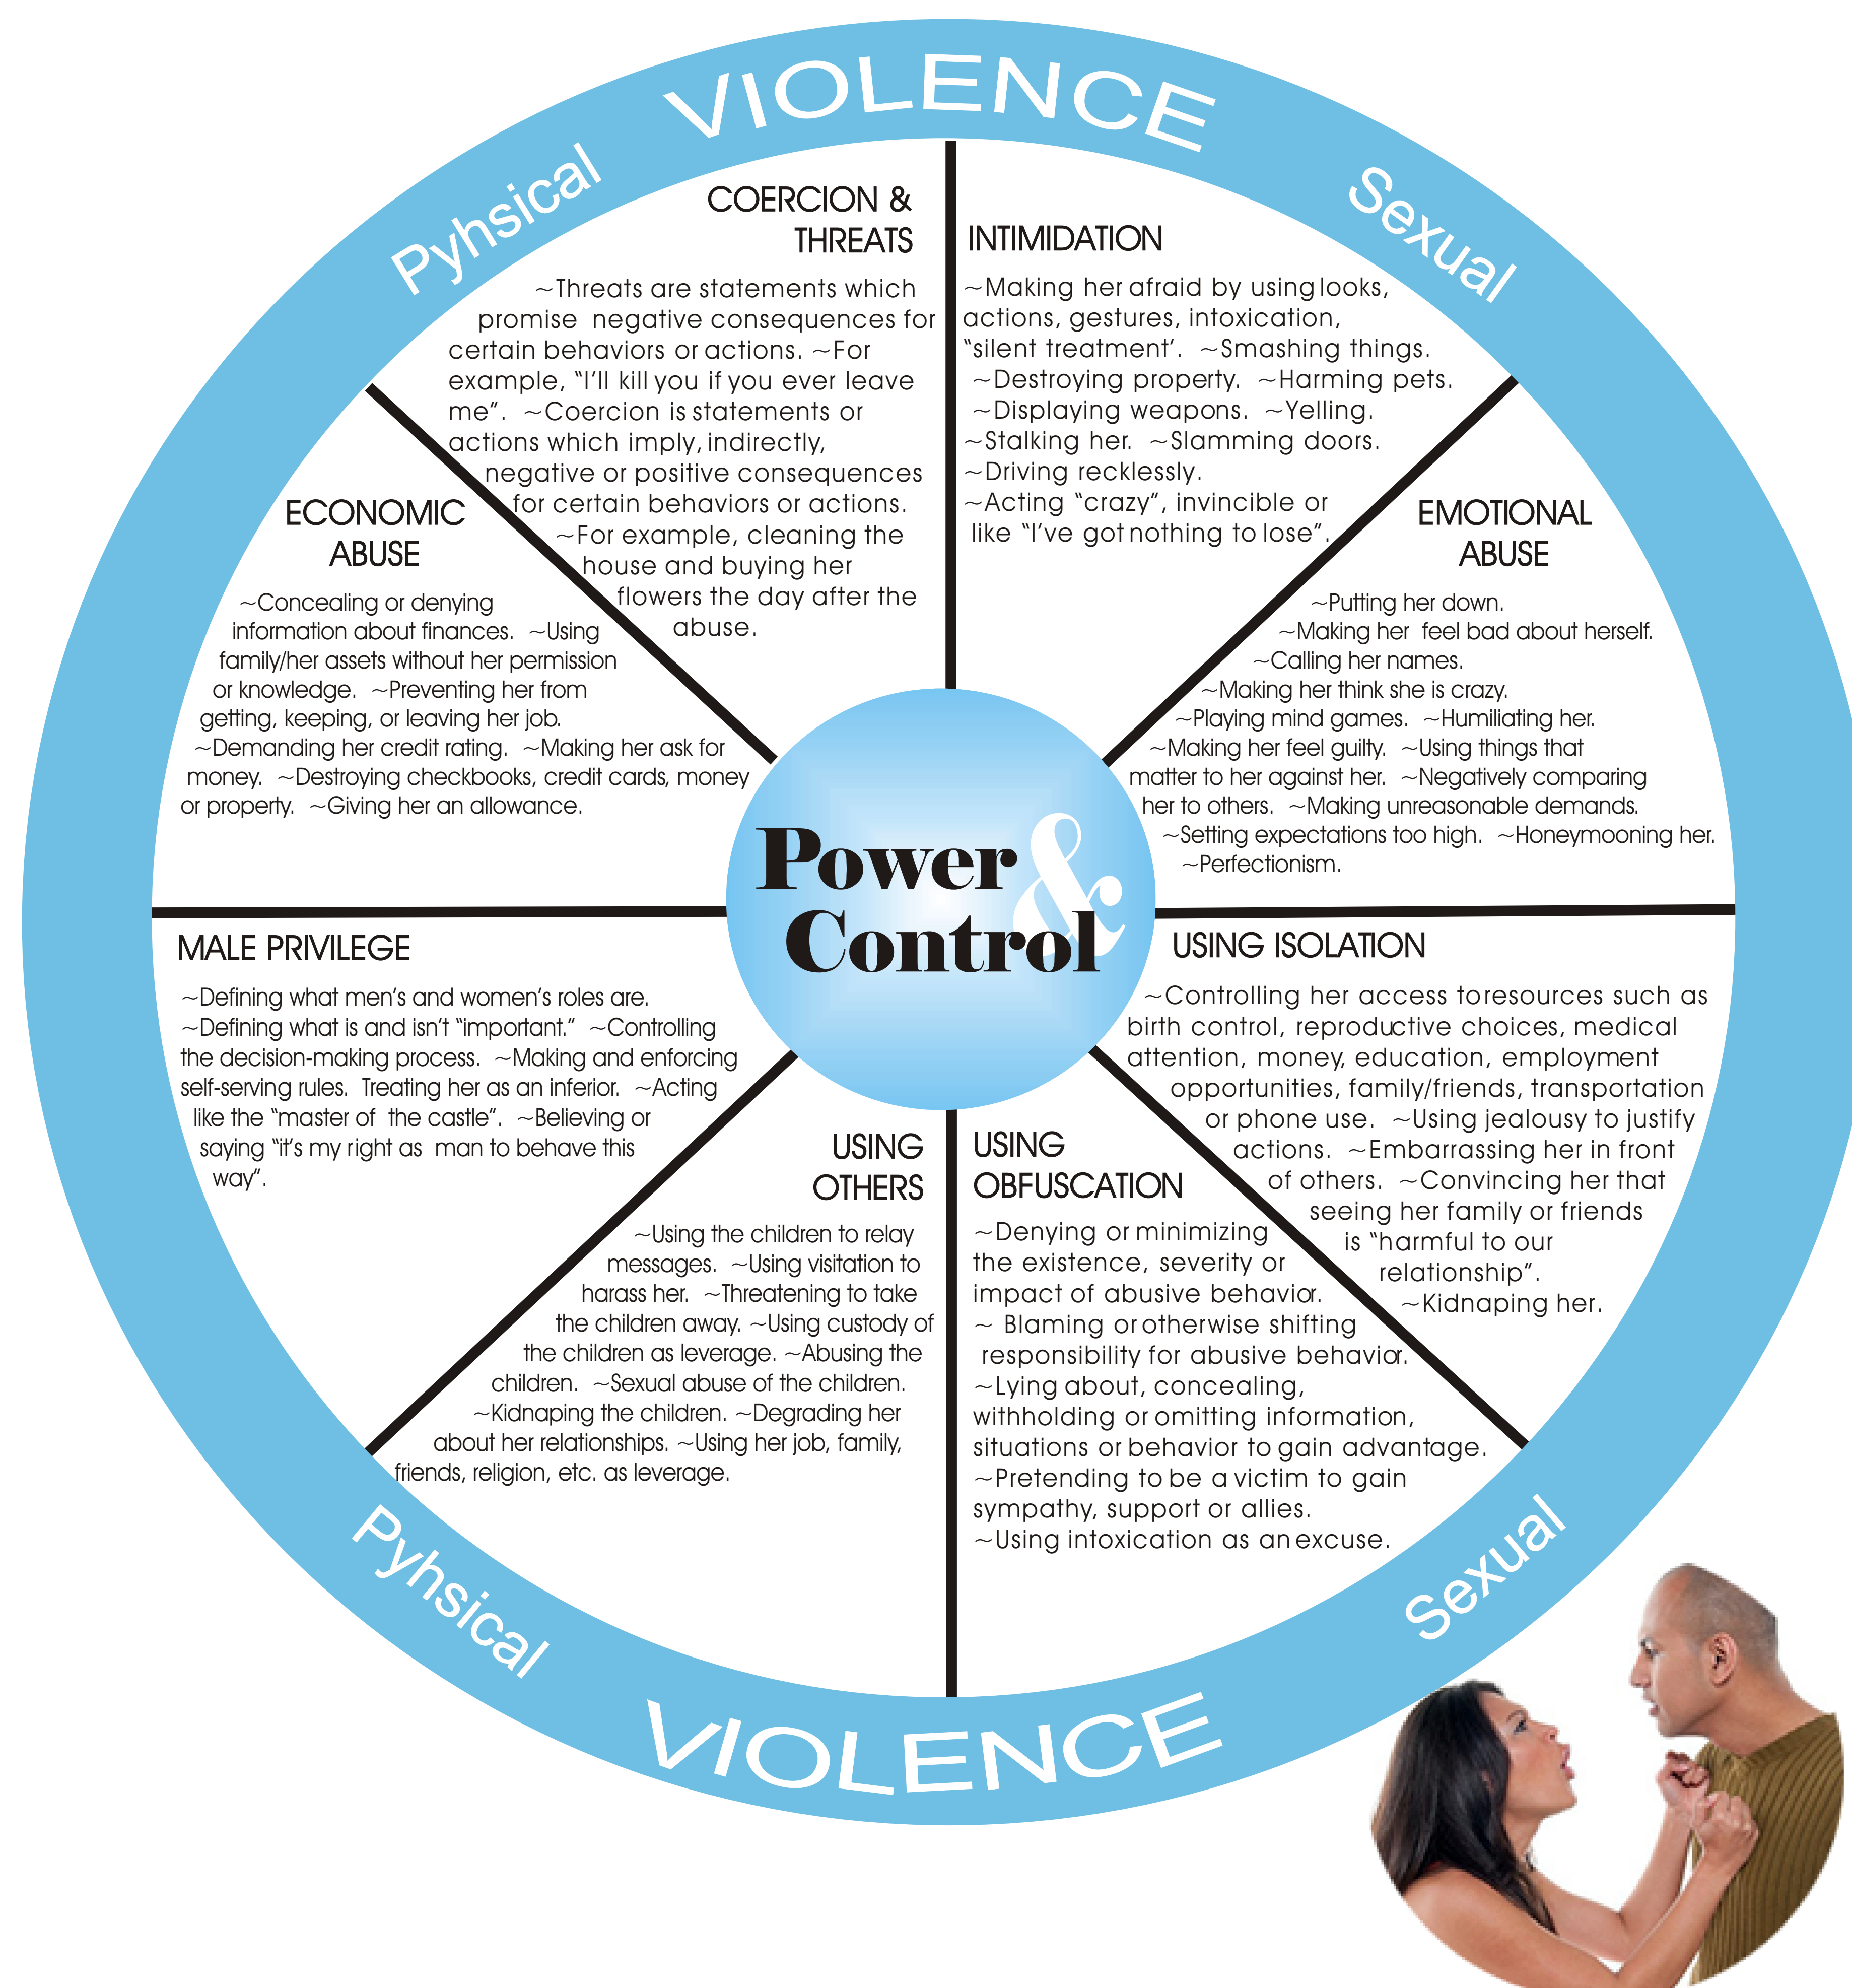 VIOLENCE
Pyhsical
Sexual
COERCION &
THREATS
~Threats are statements which
promise negative consequences for
certain behaviors or actions. ~For
example, “I’ll kill you if you ever leave
me”. ~Coercion is statements or
actions which imply, indirectly,
negative or positive consequences
for certain behaviors or actions.
~For example, cleaning the
house and buying her
flowers the day after the
abuse.
INTIMIDATION
~Making her afraid by using looks,
actions, gestures, intoxication,
“silent treatment’. ~Smashing things.
~Destroying property. ~Harming pets.
~Displaying weapons. ~Yelling.
~Stalking her. ~Slamming doors.
~Driving recklessly.
~Acting “crazy”, invincible or
like “I’ve got nothing to lose”.
ECONOMIC
ABUSE
~Concealing or denying
information about finances. ~Using
family/her assets without her permission
or knowledge. ~Preventing her from
getting, keeping, or leaving her job.
~Demanding her credit rating. ~Making her ask for
money. ~Destroying checkbooks, credit cards, money
or property. ~Giving her an allowance.
EMOTIONAL
ABUSE
~Putting her down.
~Making her feel bad about herself.
~Calling her names.
~Making her think she is crazy.
~Playing mind games. ~Humiliating her.
~Making her feel guilty. ~Using things that
matter to her against her. ~Negatively comparing
her to others. ~Making unreasonable demands.
~Setting expectations too high. ~Honeymooning her.
~Perfectionism.
Power &
Control
MALE PRIVILEGE
~Defining what men’s and women’s roles are.
~Defining what is and isn’t “important.” ~Controlling
the decision-making process. ~Making and enforcing
self-serving rules. Treating her as an inferior. ~Acting
like the “master of the castle”. ~Believing or
saying “it’s my right as man to behave this
way”.
USING ISOLATION
~Controlling her access to resources such as
birth control, reproductive choices, medical
attention, money, education, employment
opportunities, family/friends, transportation
or phone use. ~Using jealousy to justify
actions. ~Embarrassing her in front
of others. ~Convincing her that
seeing her family or friends
is “harmful to our
relationship”.
~Kidnaping her.
USING
OTHERS
~Using the children to relay
messages. ~Using visitation to
harass her. ~Threatening to take
the children away. ~Using custody of
the children as leverage. ~Abusing the
children. ~Sexual abuse of the children.
~Kidnaping the children. ~Degrading her
about her relationships. ~Using her job, family,
friends, religion, etc. as leverage.
USING
OBFUSCATION
~Denying or minimizing
the existence, severity or
impact of abusive behavior.
~ Blaming or otherwise shifting
responsibility for abusive behavior.
~Lying about, concealing,
withholding or omitting information,
situations or behavior to gain advantage.
~Pretending to be a victim to gain
sympathy, support or allies.
~Using intoxication as an excuse.
Pyhsical
Sexual
VIOLENCE